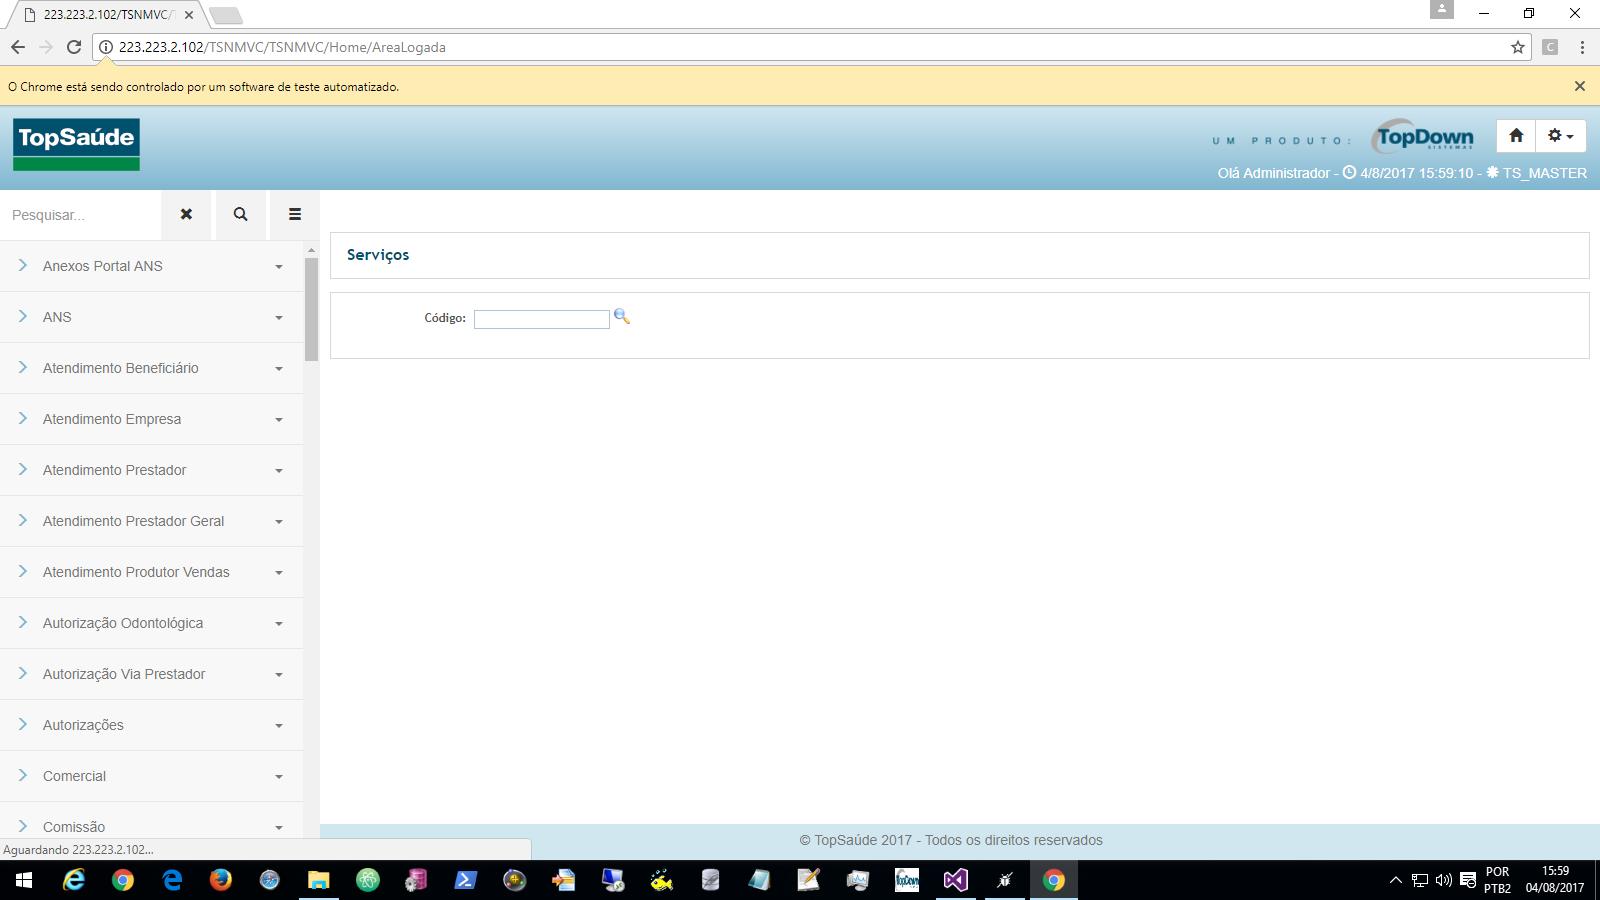 223.223.2.102/TSNMVC/T
223.223.2.102/TSNMVC/TSNMVC/Home/AreaLogada
C
O Chrome está sendo controlado por um software de teste automatizado.
TopSaúde
UM PRODUTO:
TopDown
SISTEMAS
Olá Administrador - 4/8/2017 15:59:10 - TS_MASTER
Pesquisar...
Serviços
Código:
Anexos Portal ANS
ANS
Atendimento Beneficiário
Atendimento Empresa
Atendimento Prestador
Atendimento Prestador Geral
Atendimento Produtor Vendas
Autorização Odontológica
Autorização Via Prestador
Autorizações
Comercial
Comissão
© TopSaúde 2017 - Todos os direitos reservados
Aguardando 223.223.2.102...
TopDown
POR
PTB2
15:59
04/08/2017